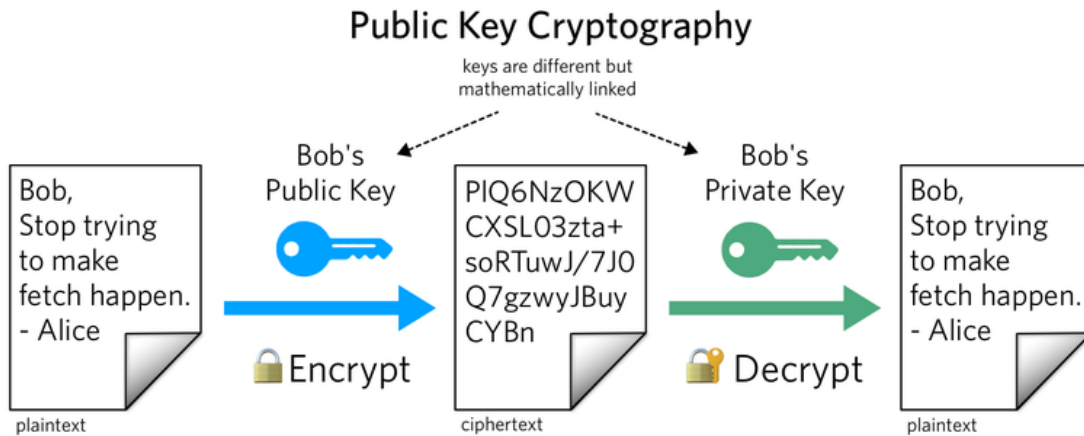 Public Key Cryptography
keys are different but
mathematically linked
Bob,
Stop trying
to make
fetch happen.
- Alice
plaintext
Bob's
Public Key
Encrypt
PlQ6NzOKW
CXSL03zta+
soRTuwJ/7J0
Q7gzwyJBuy
CYBn
ciphertext
Bob's
Private Key
Decrypt
Bob,
Stop trying
to make
fetch happen.
- Alice
plaintext